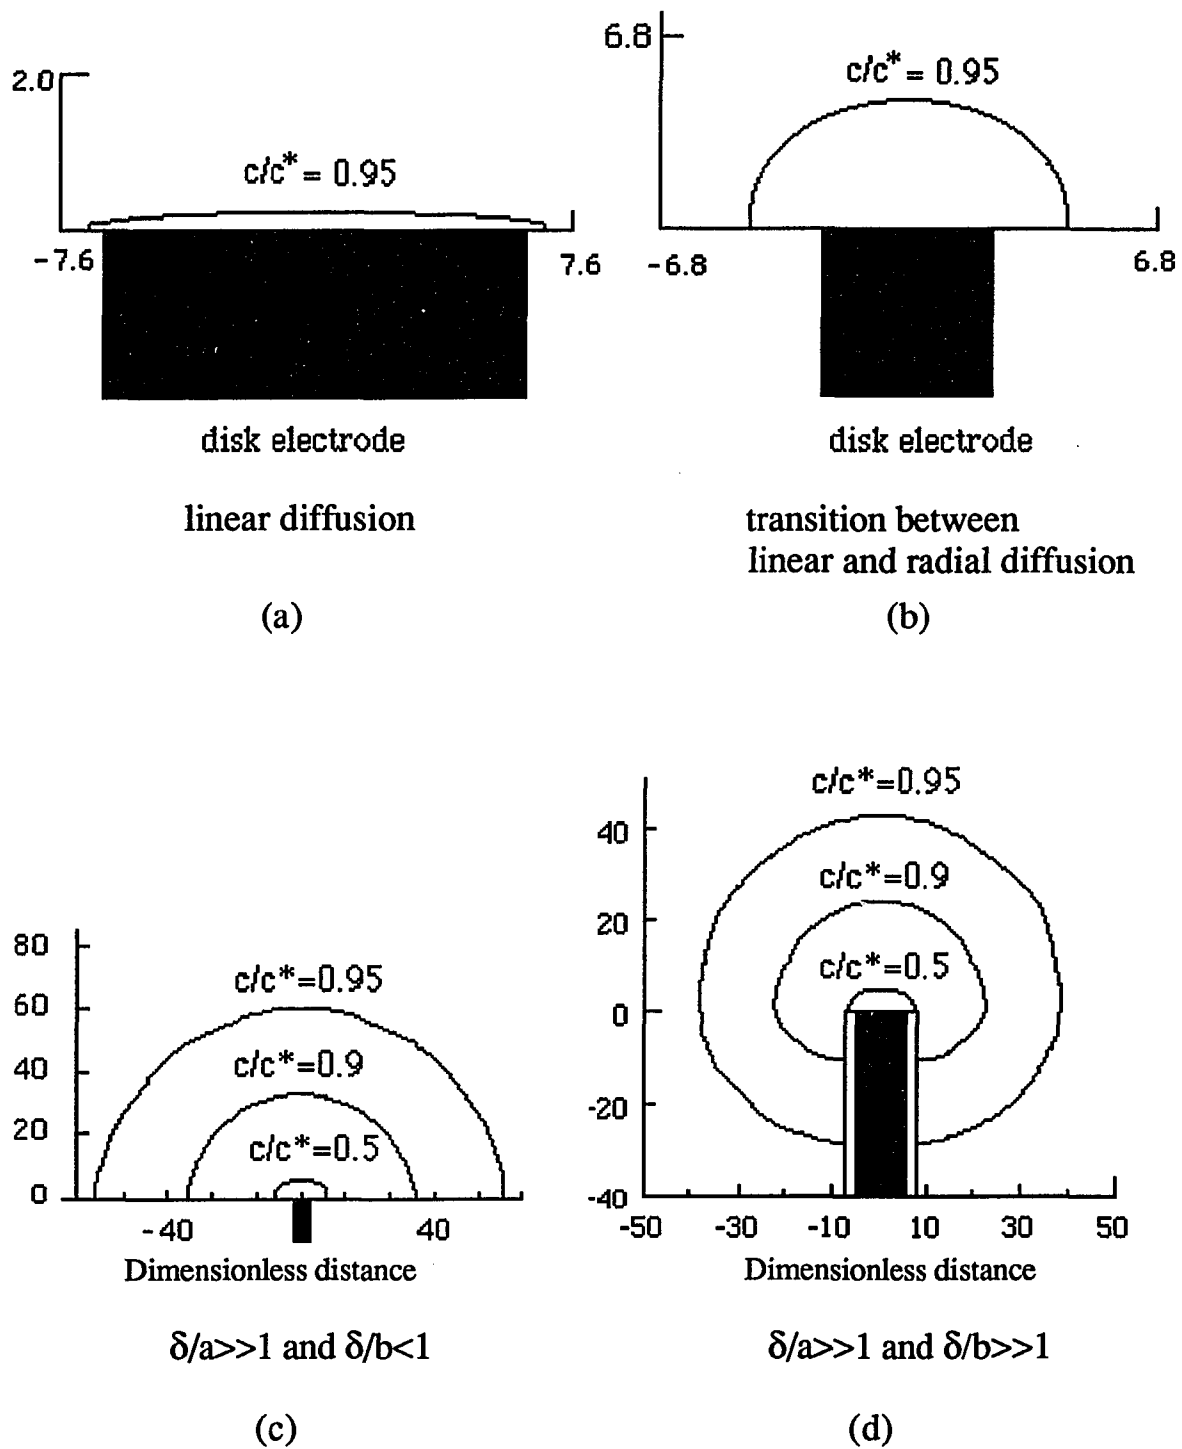 2.0
c/c* = 0.95
-7.6
7.6
disk electrode
linear diffusion
(a)
6.8
c/c* = 0.95
-6.8
6.8
disk electrode
transition between
linear and radial diffusion
(b)
80
60
40
20
0
c/c*=0.95
c/c*=0.9
c/c*=0.5
-40
40
Dimensionless distance
δ/a>>1 and δ/b<1
(c)
40
20
0
-20
-40
c/c*=0.95
c/c*=0.9
c/c*=0.5
-50 -30 -10 10 30 50
Dimensionless distance
δ/a>>1 and δ/b>>1
(d)